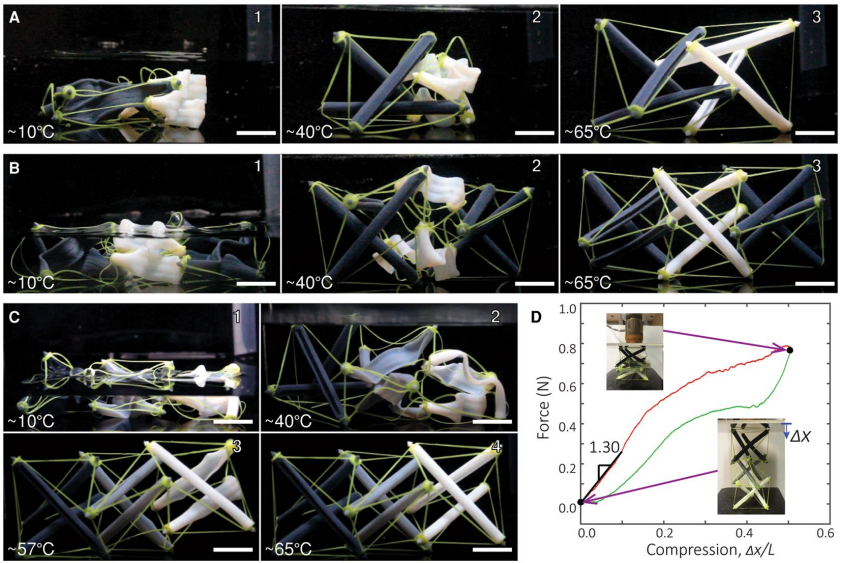 A
1
2
3
~10°C
~40°C
~65°C
B
1
2
3
~10°C
~40°C
~65°C
C
1
2
~10°C
~40°C
3
4
~57°C
~65°C
D
1.0
0.8
0.6
0.4
0.2
0.0
Force (N)
1.30
Δx
0.0
0.2
0.4
0.6
Compression, Δx/L